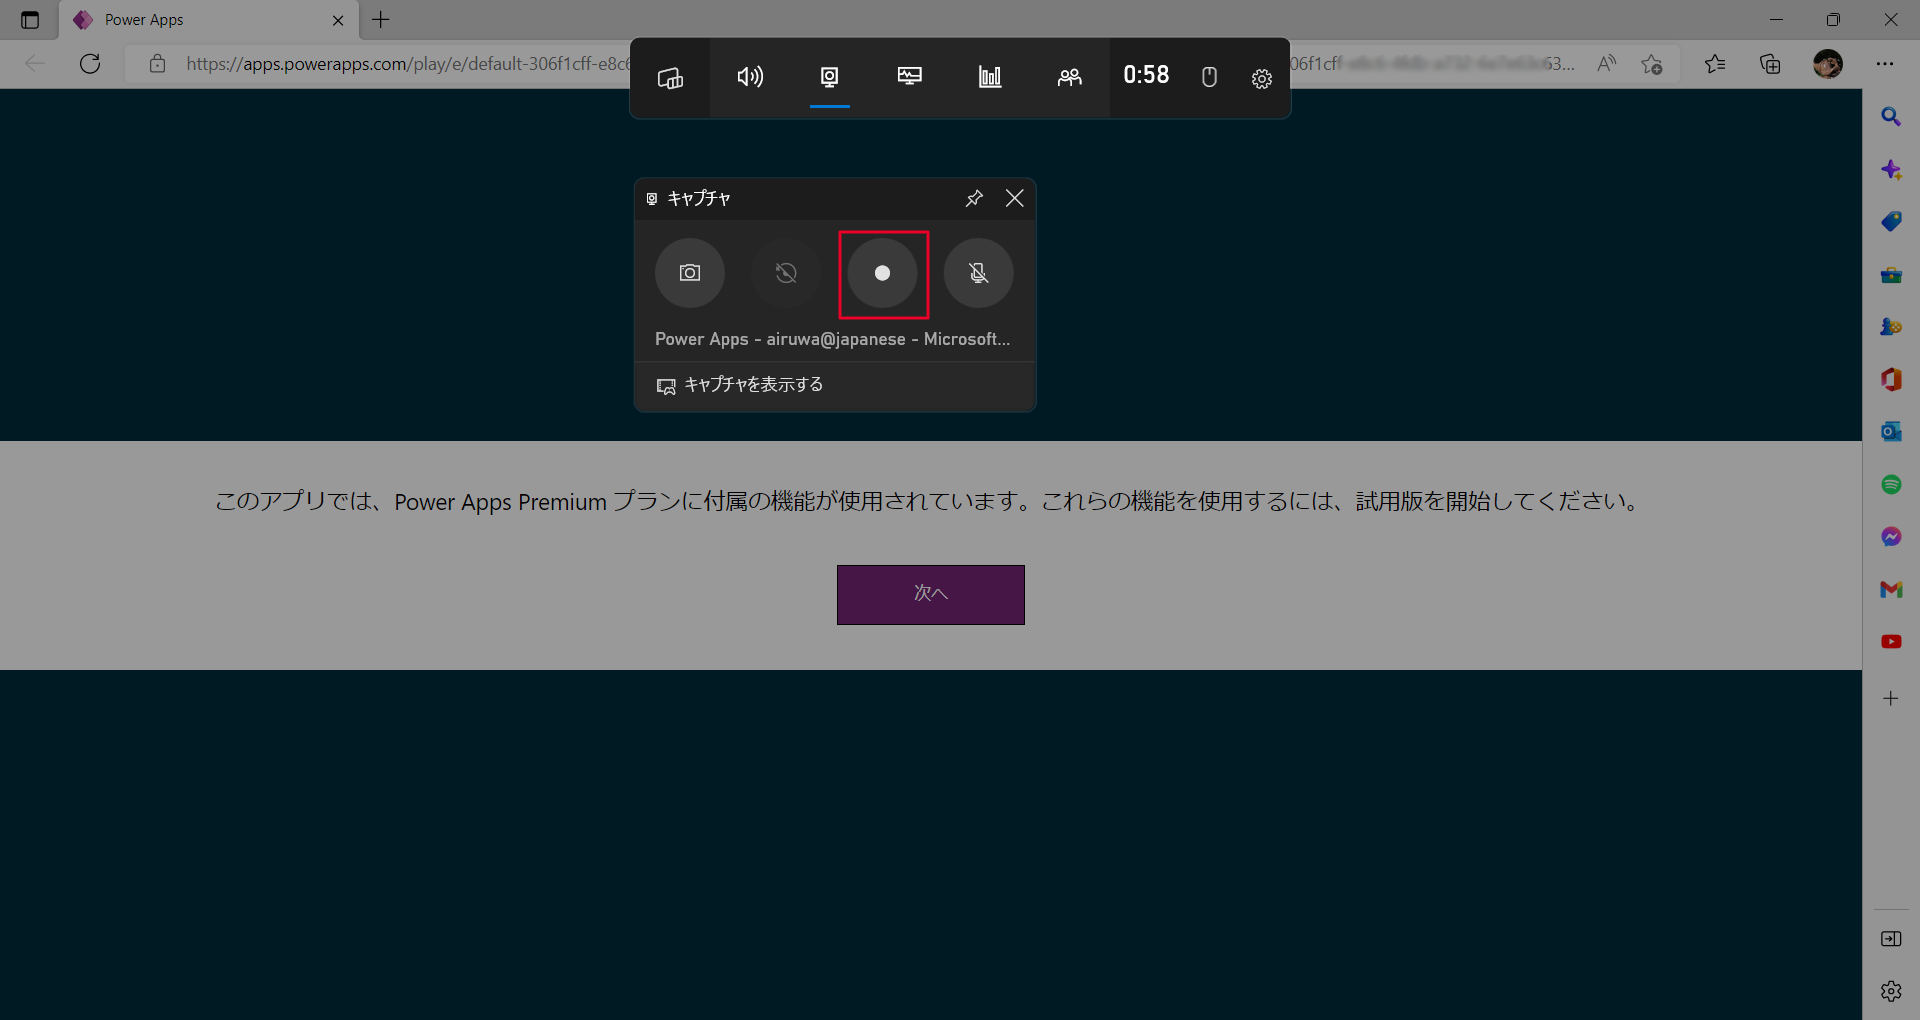 Power Apps
https://apps.powerapps.com/play/e/default-306f1cff-e8c6
06f1cff
63...
0:58
キャプチャ
Power Apps - airuwa@japanese - Microsoft...
キャプチャを表示する
このアプリでは、Power Apps Premium プランに付属の機能が使用されています。これらの機能を使用するには、試用版を開始してください。
次へ